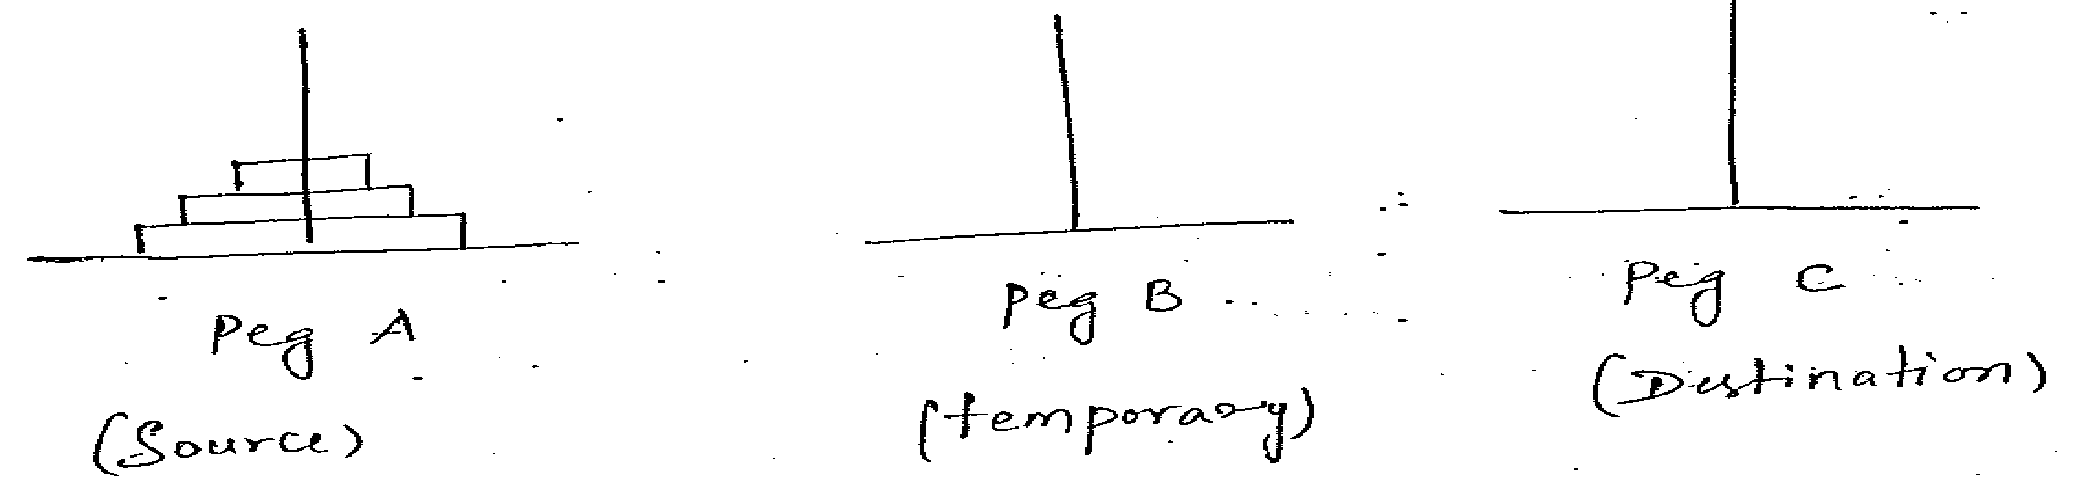 Peg A
(Source)
Peg B
(temporary)
Peg C
(Destination)